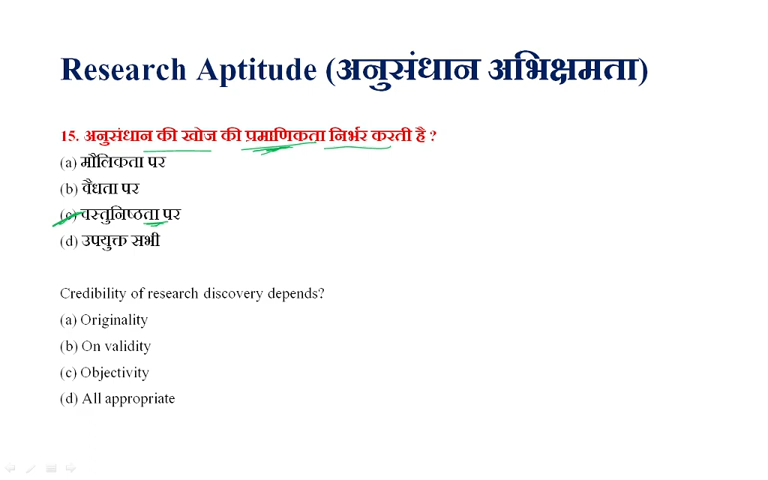 Research Aptitude (अनुसंधान अभिक्षमता)
15. अनुसंधान की खोज की प्रमाणिकता निर्भर करती है ?
(a) मौलिकता पर
(b) वैधता पर
(c) वस्तुनिष्ठता पर
(d) उपयुक्त सभी
Credibility of research discovery depends?
(a) Originality
(b) On validity
(c) Objectivity
(d) All appropriate